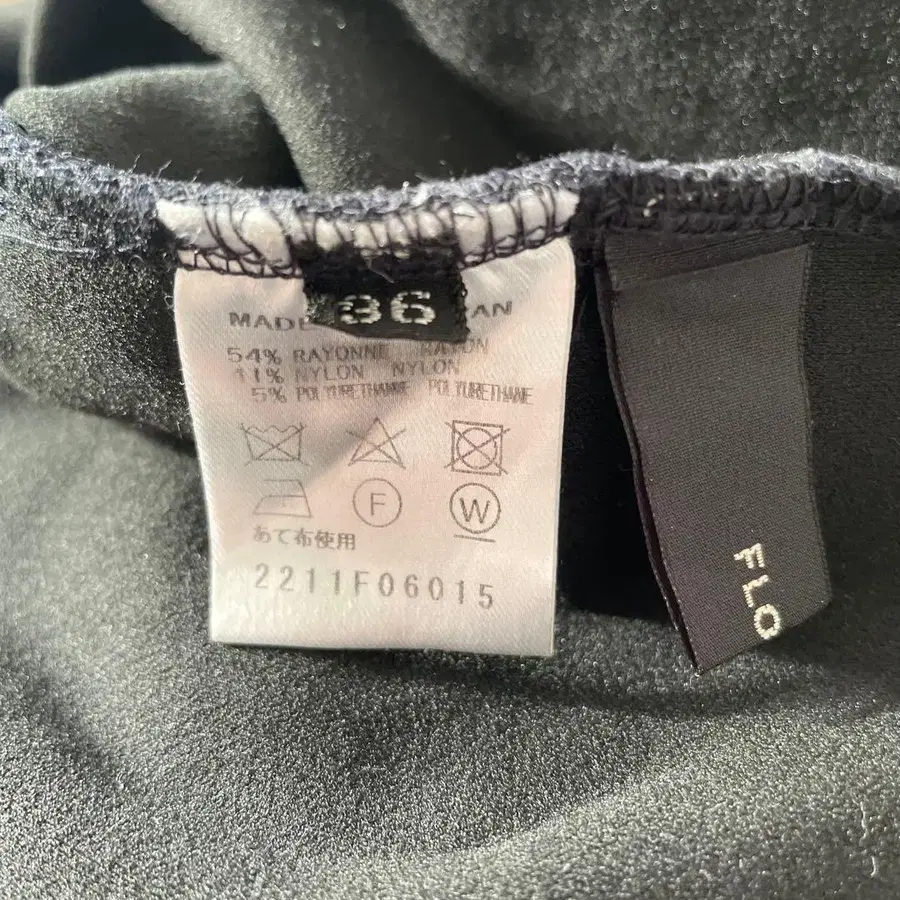 36
MADE AN
54% RAYONNE RAYON
11% NYLON NYLON
5% POLYURETHANE POLYURETHANE
F W
あて布使用
2211F06015
FLO